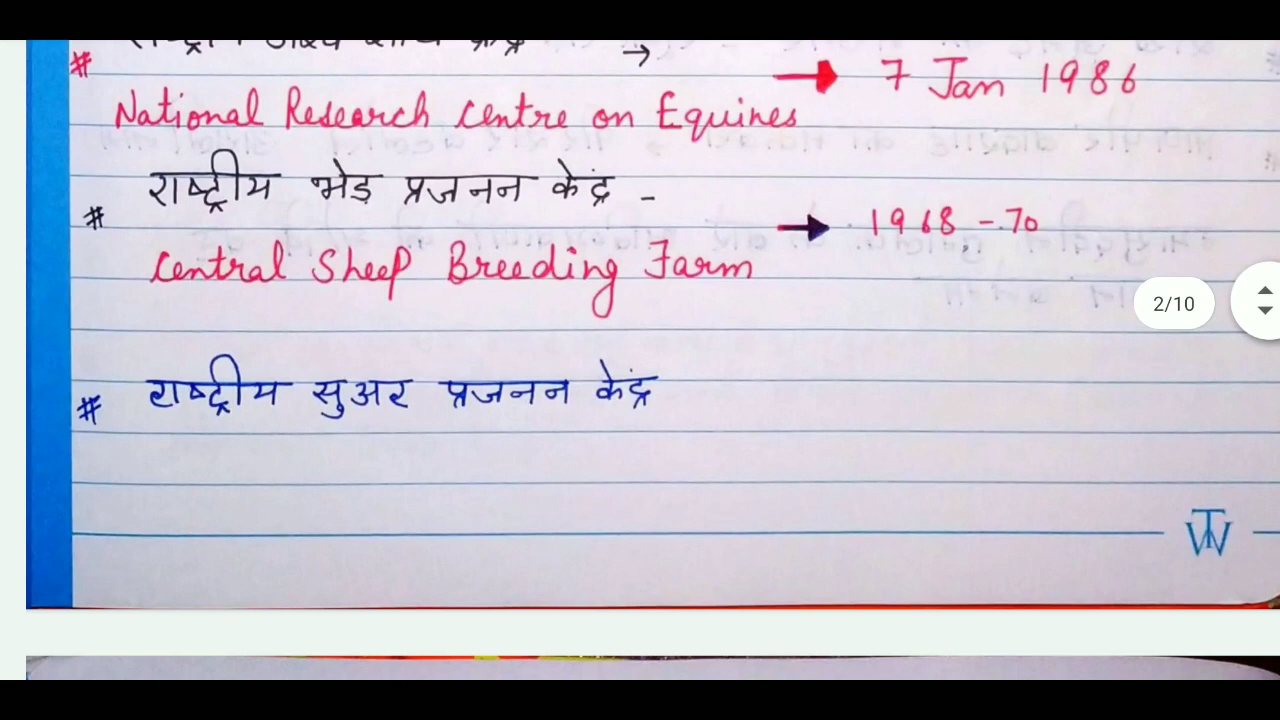 #
→
→ 7 Jan 1986
National Research Centre on Equines
# राष्ट्रीय भेड़ प्रजनन केंद्र -
→ 1968 - 70
Central Sheep Breeding Farm
2/10
# राष्ट्रीय सुअर प्रजनन केंद्र